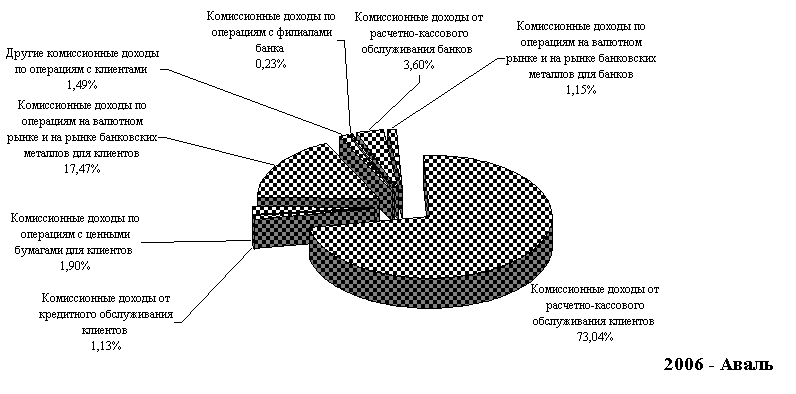 Комиссионные доходы по
операциям с филиалами
банка
0,23%
Комиссионные доходы от
расчетно-кассового
обслуживания банков
3,60%
Комиссионные доходы по
операциям на валютном
рынке и на рынке банковских
металлов для банков
1,15%
Другие комиссионные доходы
по операциям с клиентами
1,49%
Комиссионные доходы по
операциям на валютном
рынке и на рынке банковских
металлов для клиентов
17,47%
Комиссионные доходы по
операциям с ценными
бумагами для клиентов
1,90%
Комиссионные доходы от
кредитного обслуживания
клиентов
1,13%
Комиссионные доходы от
расчетно-кассового
обслуживания клиентов
73,04%
2006 - Аваль